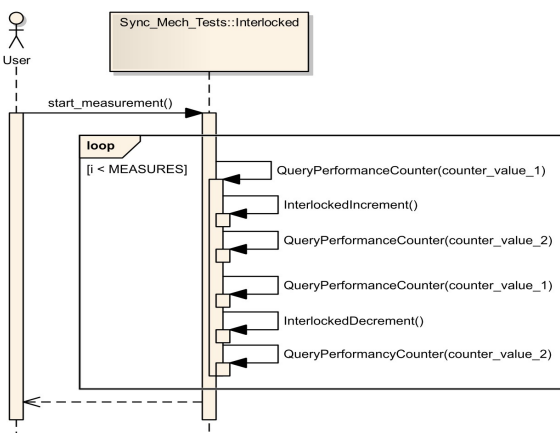 Sync_Mech_Tests::Interlocked
User
start_measurement()
loop
[i < MEASURES]
QueryPerformanceCounter(counter_value_1)
InterlockedIncrement()
QueryPerformanceCounter(counter_value_2)
QueryPerformanceCounter(counter_value_1)
InterlockedDecrement()
QueryPerformancyCounter(counter_value_2)